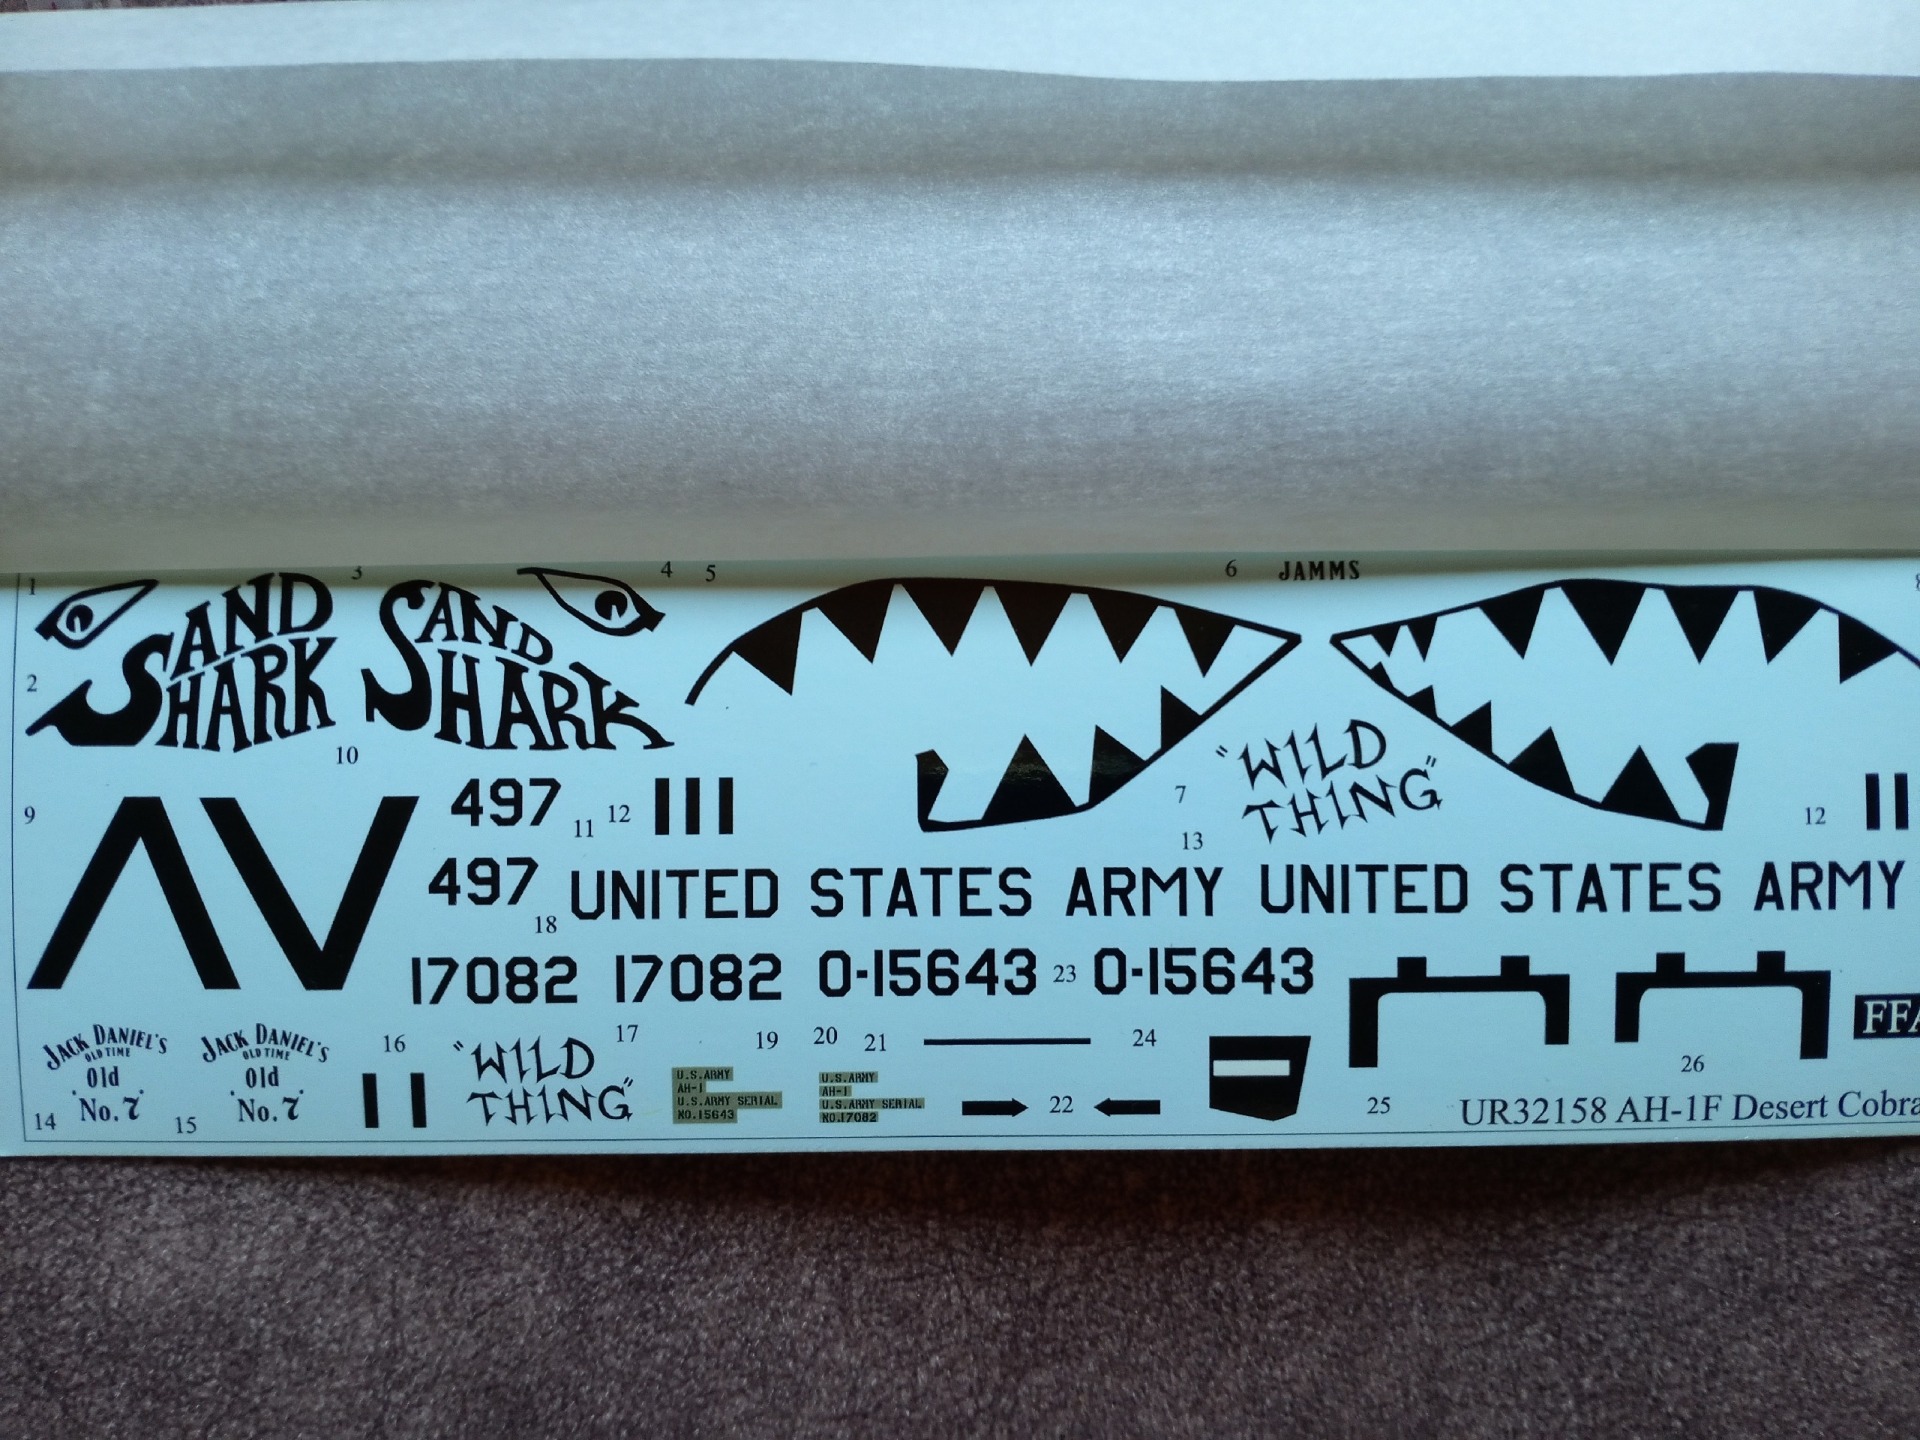 1
3
4
5
6
JAMMS
8
SAND
SHARK
SAND
SHARK
2
10
9
497
11
12
7
"WILD
THING"
13
12
497
18
UNITED STATES ARMY
UNITED STATES ARMY
17082
17082
0-15643
23
0-15643
JACK DANIEL'S
OLD TIME
Old
No. 7
14
JACK DANIEL'S
OLD TIME
Old
No. 7
15
16
"WILD
THING"
17
19
U.S.ARMY
AH-1
U.S.ARMY SERIAL
NO.15643
20
U.S.ARMY
AH-1
U.S.ARMY SERIAL
NO.17082
21
22
24
25
26
UR32158 AH-1F Desert Cobra